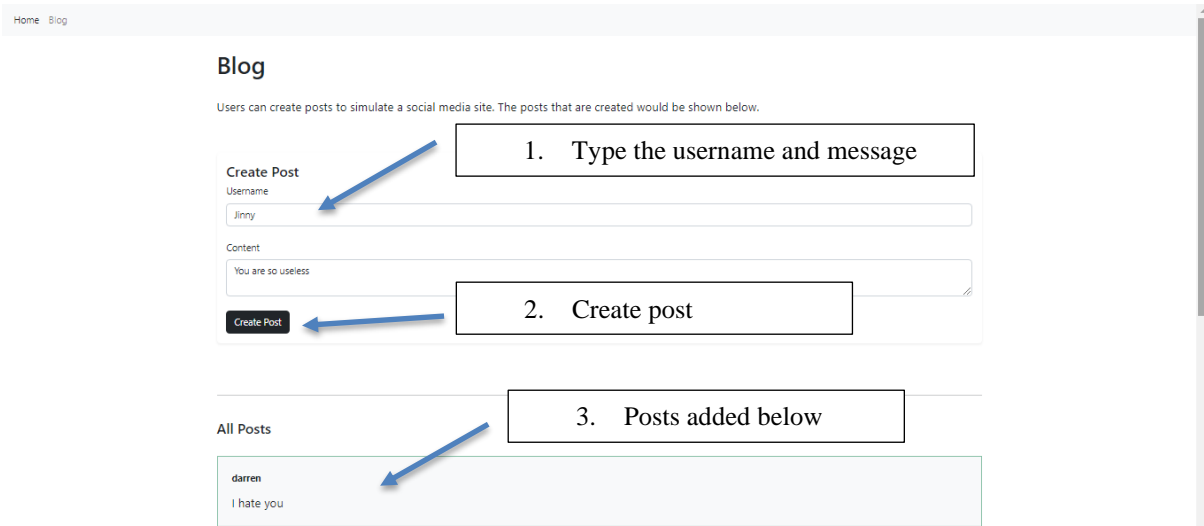 Home Blog
Blog
Users can create posts to simulate a social media site. The posts that are created would be shown below.
1. Type the username and message
Create Post
Username
Jinny
Content
You are so useless
2. Create post
Create Post
3. Posts added below
All Posts
darren
I hate you